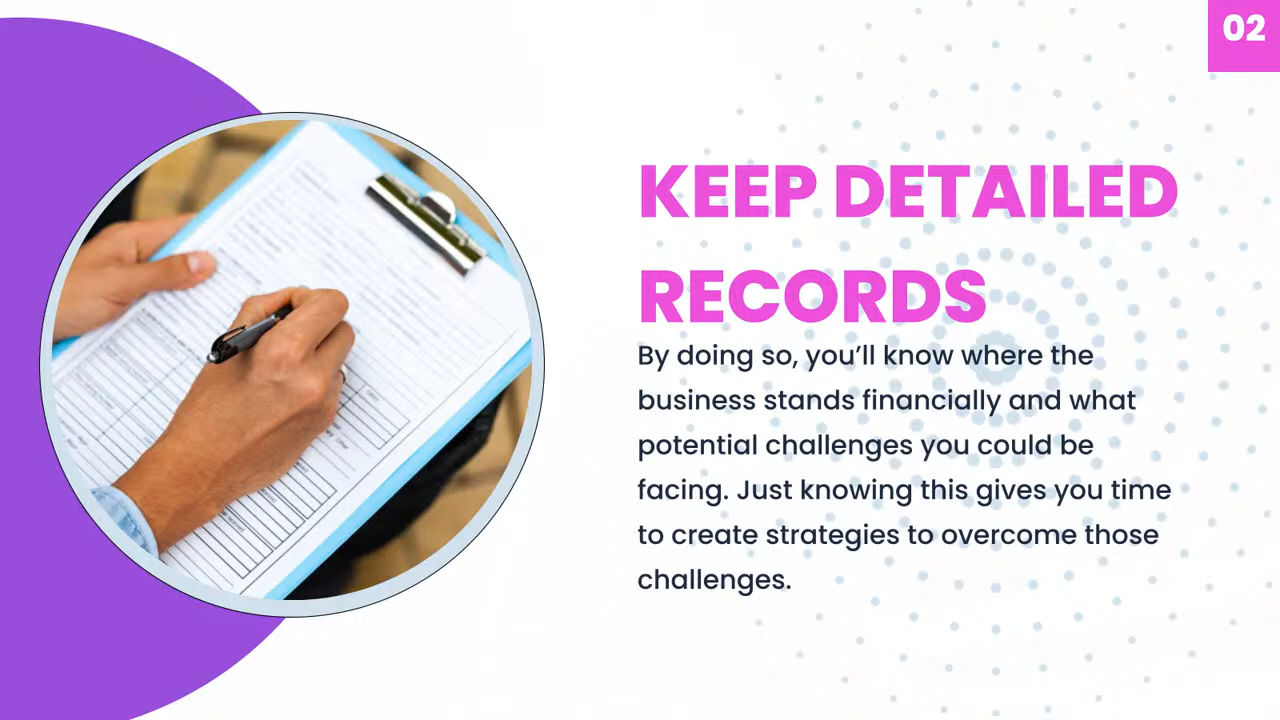 02
KEEP DETAILED
RECORDS
By doing so, you’ll know where the
business stands financially and what
potential challenges you could be
facing. Just knowing this gives you time
to create strategies to overcome those
challenges.